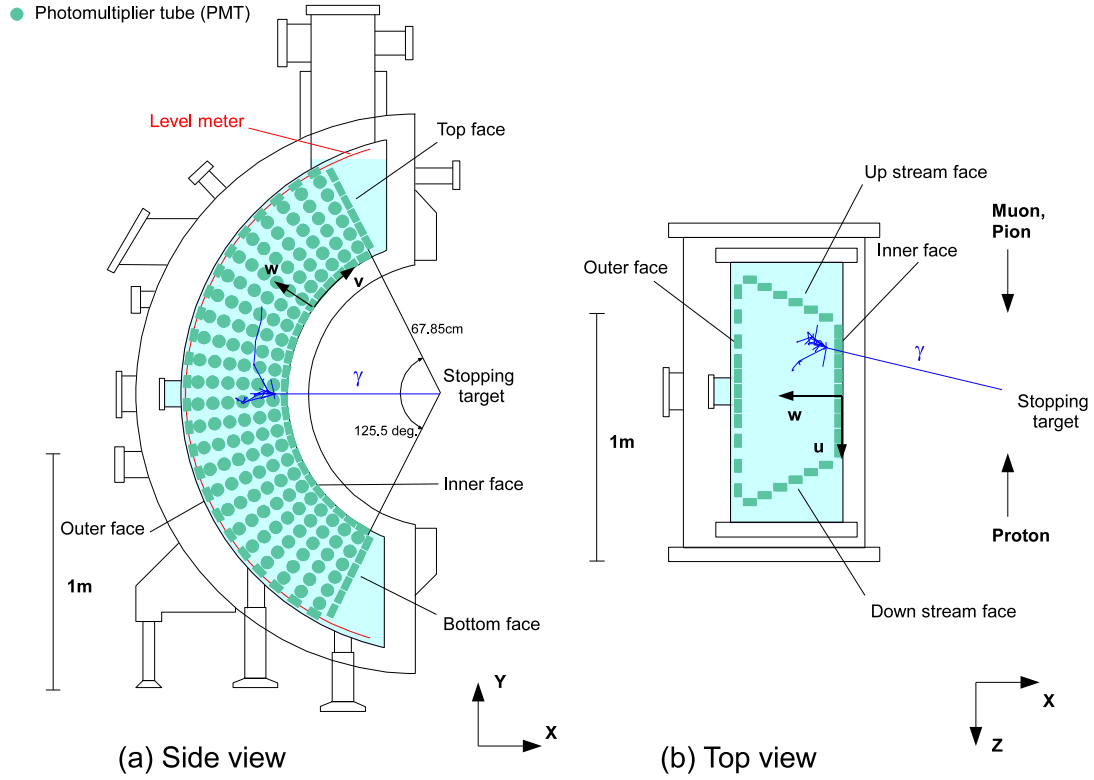 Photomultiplier tube (PMT)
Level meter
Top face
w
v
67.85cm
γ
Stopping
target
125.5 deg.
Inner face
Outer face
1m
Bottom face
Y
X
(a) Side view
Up stream face
Muon,
Pion
Outer face
Inner face
γ
Stopping
target
w
u
1m
Proton
Down stream face
X
Z
(b) Top view